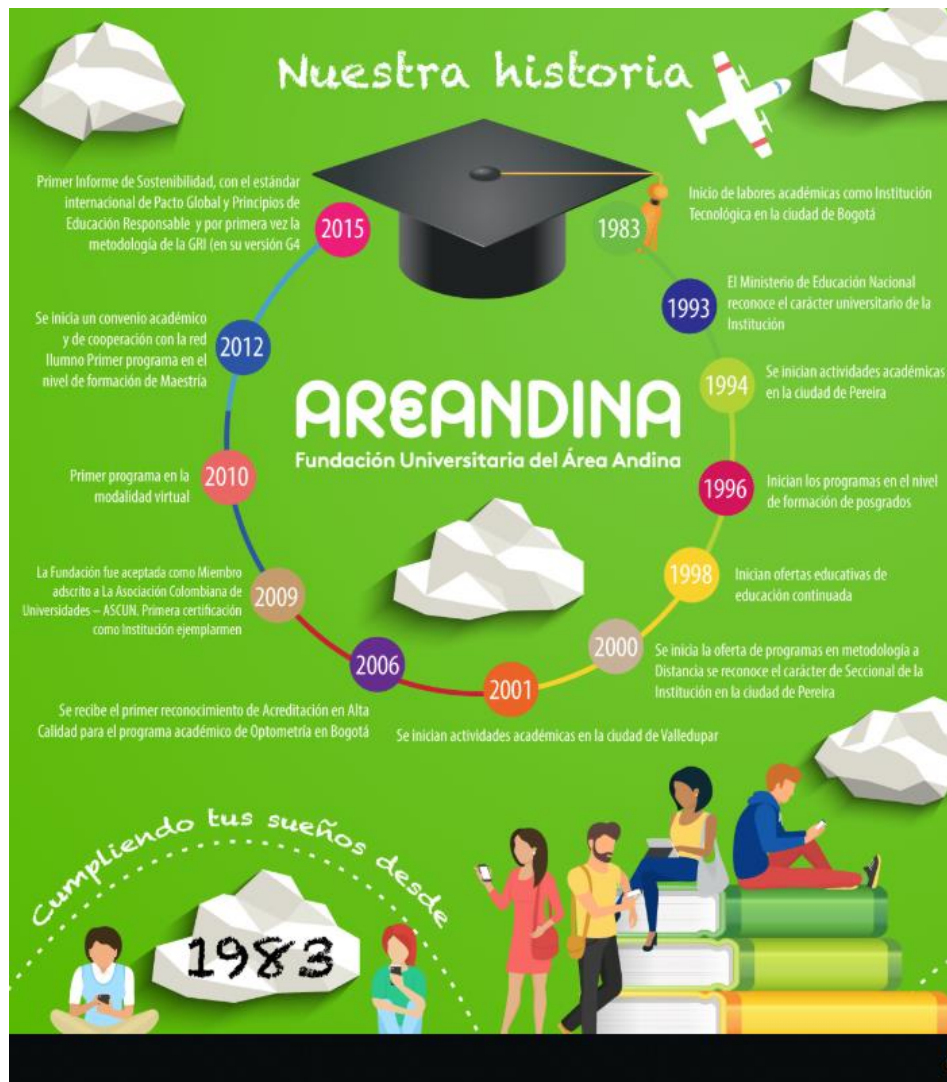 Nuestra historia
1983
Inicio de labores académicas como Institución
Tecnológica en la ciudad de Bogotá
1993
El Ministerio de Educación Nacional
reconoce el carácter universitario de la
Institución
1994
Se inician actividades académicas
en la ciudad de Pereira
1996
Inician los programas en el nivel
de formación de posgrados
1998
Inician ofertas educativas de
educación continuada
2000
Se inicia la oferta de programas en metodología a
Distancia se reconoce el carácter de Seccional de la
Institución en la ciudad de Pereira
2001
Se inician actividades académicas en la ciudad de Valledupar
2006
Se recibe el primer reconocimiento de Acreditación en Alta
Calidad para el programa académico de Optometría en Bogotá
2009
La Fundación fue aceptada como Miembro
adscrito a La Asociación Colombiana de
Universidades – ASCUN. Primera certificación
como Institución ejemplarmen
2010
Primer programa en la
modalidad virtual
2012
Se inicia un convenio académico
y de cooperación con la red
Ilumno Primer programa en el
nivel de formación de Maestría
2015
Primer Informe de Sostenibilidad, con el estándar
internacional de Pacto Global y Principios de
Educación Responsable y por primera vez la
metodología de la GRI (en su versión G4
AREANDINA
Fundación Universitaria del Área Andina
Cumpliendo tus sueños desde
1983